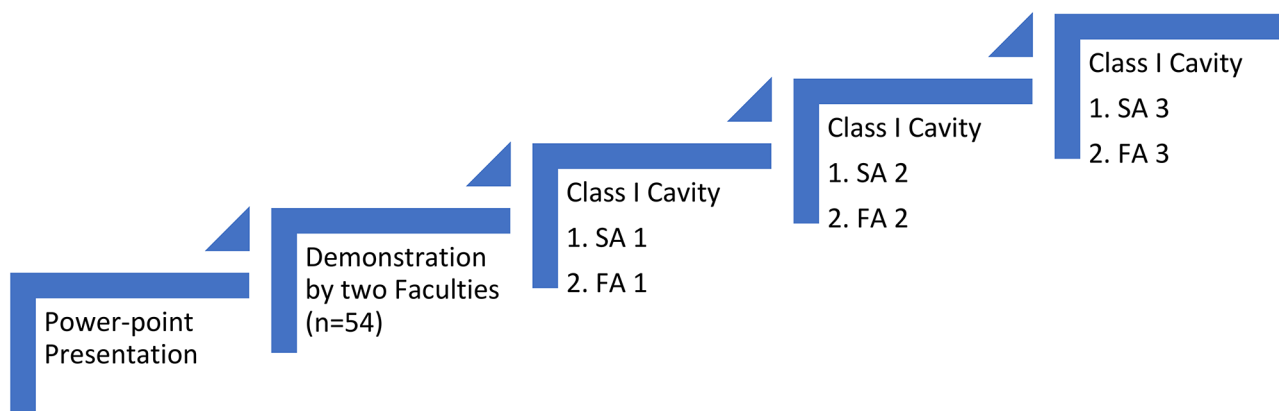 Power-point
Presentation
Demonstration
by two Faculties
(n=54)
Class I Cavity
1. SA 1
2. FA 1
Class I Cavity
1. SA 2
2. FA 2
Class I Cavity
1. SA 3
2. FA 3